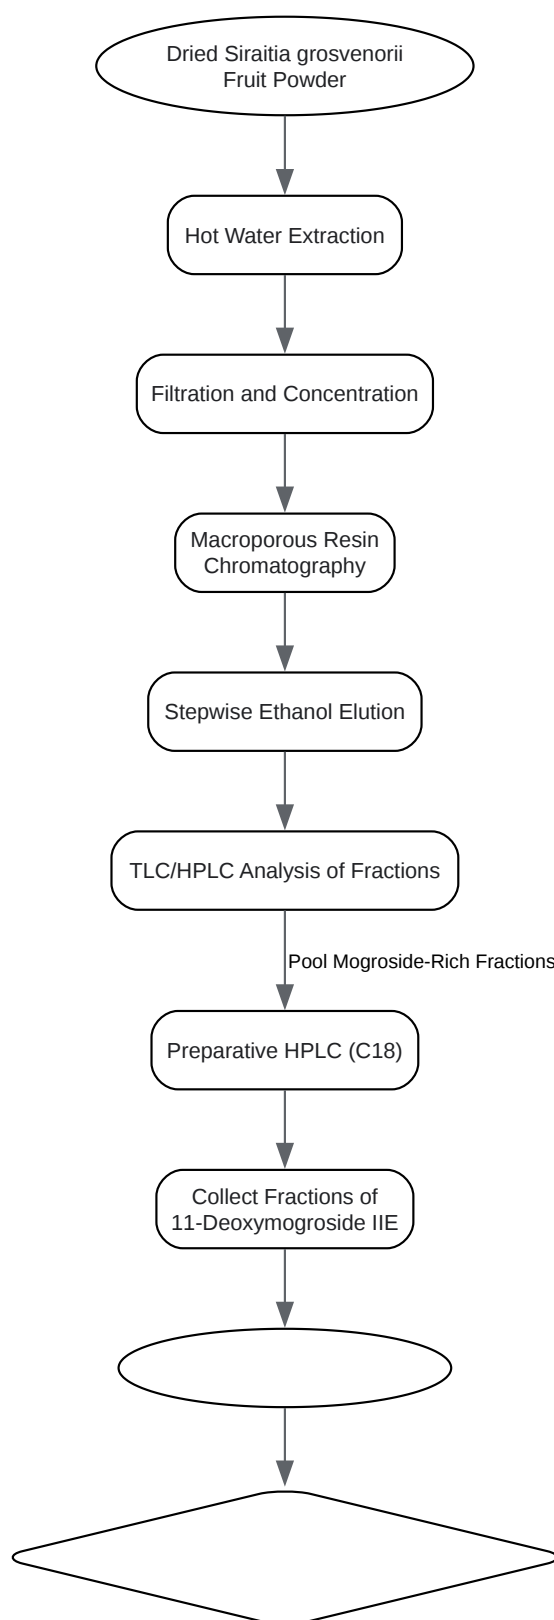 Dried Siraitia grosvenorii
Fruit Powder
Hot Water Extraction
Filtration and Concentration
Macroporous Resin
Chromatography
Stepwise Ethanol Elution
TLC/HPLC Analysis of Fractions
Pool Mogroside-Rich Fractions
Preparative HPLC (C18)
Collect Fractions of
11-Deoxymogroside IIE